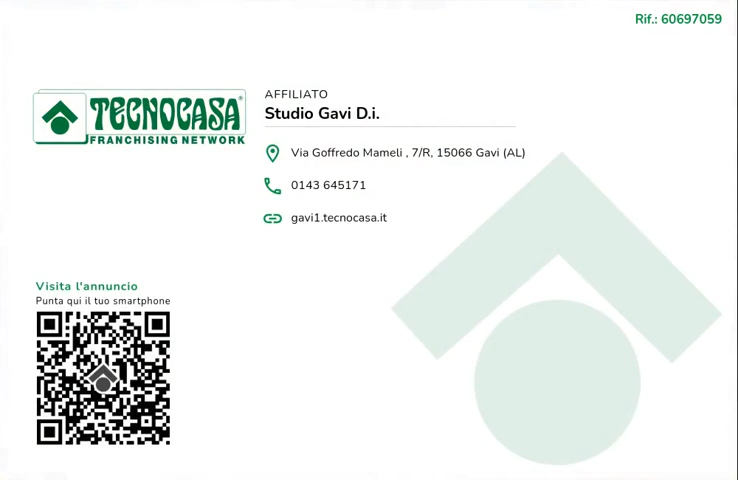 Rif.: 60697059
TECNOCASA®
FRANCHISING NETWORK
AFFILIATO
Studio Gavi D.i.
Via Goffredo Mameli , 7/R, 15066 Gavi (AL)
0143 645171
gavi1.tecnocasa.it
Visita l'annuncio
Punta qui il tuo smartphone